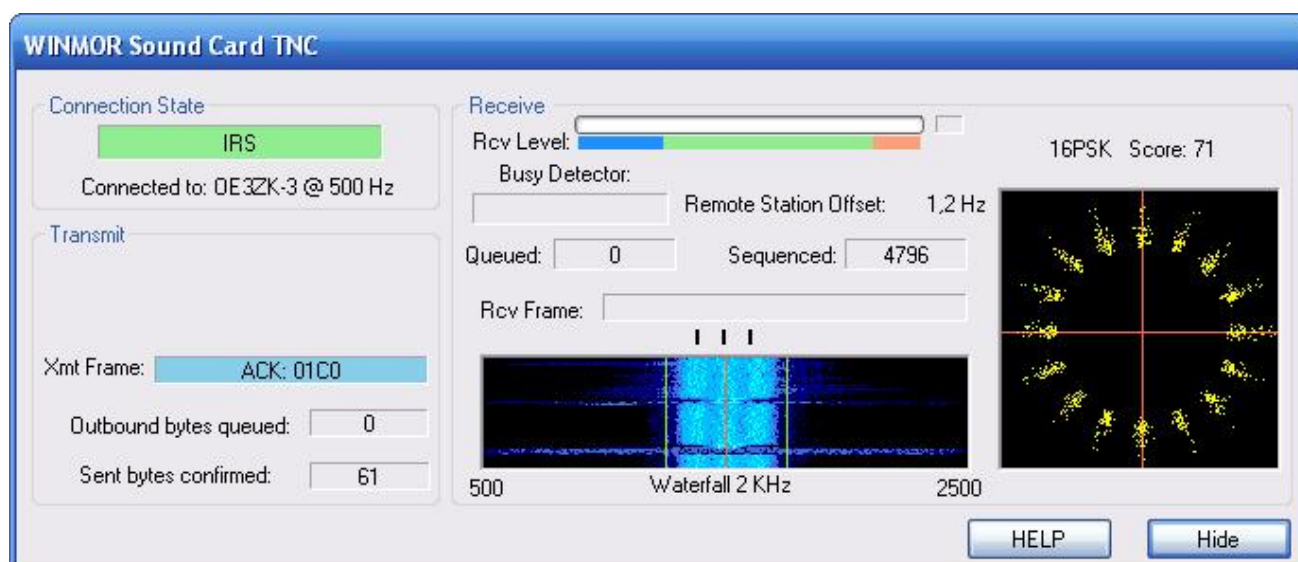 WINMOR Sound Card TNC
Connection State
IRS
Connected to: OE3ZK-3 @ 500 Hz
Transmit
Xmt Frame: ACK: 01C0
Outbound bytes queued: 0
Sent bytes confirmed: 61
Receive
Rcv Level:
Busy Detector:
Remote Station Offset: 1,2 Hz
Queued: 0 Sequenced: 4796
Rcv Frame:
500 Waterfall 2 KHz 2500
16PSK Score: 71
HELP Hide